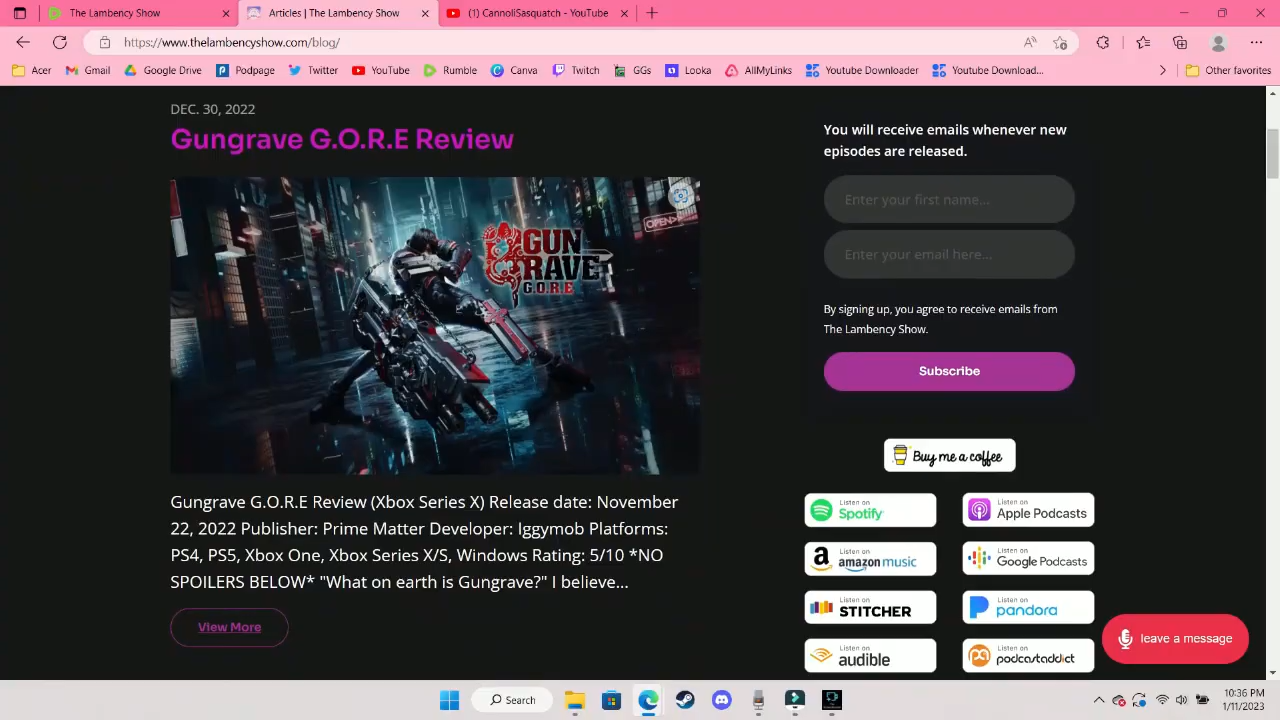 The Lambency Show
Articles | The Lambency Show
(1) CannoliSasquatch - YouTube
https://www.thelambencyshow.com/blog/
Acer
Gmail
Google Drive
Podpage
Twitter
YouTube
Rumble
Canva
Twitch
GGs
Looka
AllMyLinks
Youtube Downloader
Youtube Download...
Other favorites
DEC. 30, 2022
Gungrave G.O.R.E Review
OPEN
GUN
GRAVE
G.O.R.E
Gungrave G.O.R.E Review (Xbox Series X) Release date: November
22, 2022 Publisher: Prime Matter Developer: Iggymob Platforms:
PS4, PS5, Xbox One, Xbox Series X/S, Windows Rating: 5/10 *NO
SPOILERS BELOW* "What on earth is Gungrave?" I believe...
View More
You will receive emails whenever new
episodes are released.
Enter your first name...
Enter your email here...
By signing up, you agree to receive emails from
The Lambency Show.
Subscribe
Buy me a coffee
Listen on
Spotify
Listen on
Apple Podcasts
Listen on
amazon music
Listen on
Google Podcasts
Listen on
STITCHER
Listen on
pandora
Listen on
audible
Listen on
podcastaddict
leave a message
Search
10:36 PM